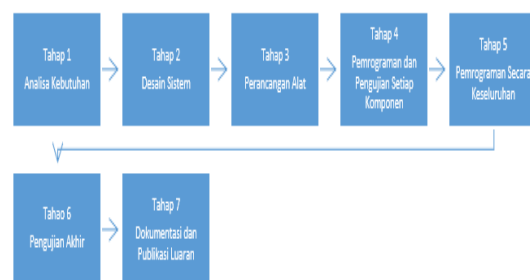 Tahap 1
Analisa Kebutuhan
Tahap 2
Desain Sistem
Tahap 3
Perancangan Alat
Tahap 4
Pemrograman dan
Pengujian Setiap
Komponen
Tahap 5
Pemrograman Secara
Keseluruhan
Tahao 6
Pengujian Akhir
Tahap 7
Dokumentasi dan
Publikasi Luaran